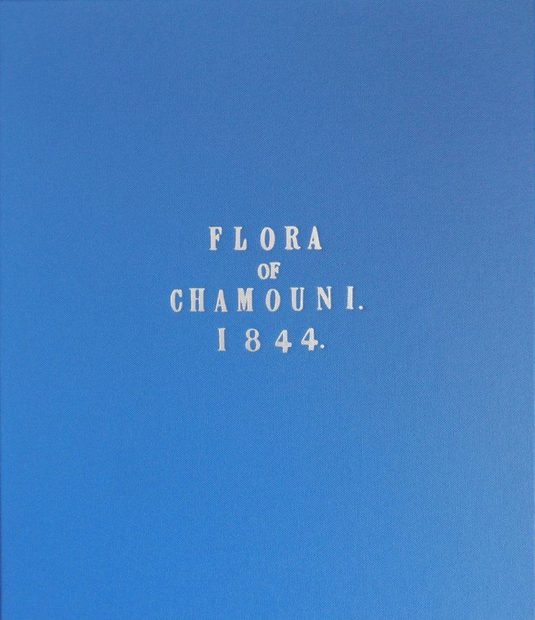 FLORA
OF
CHAMOUNI.
1844.